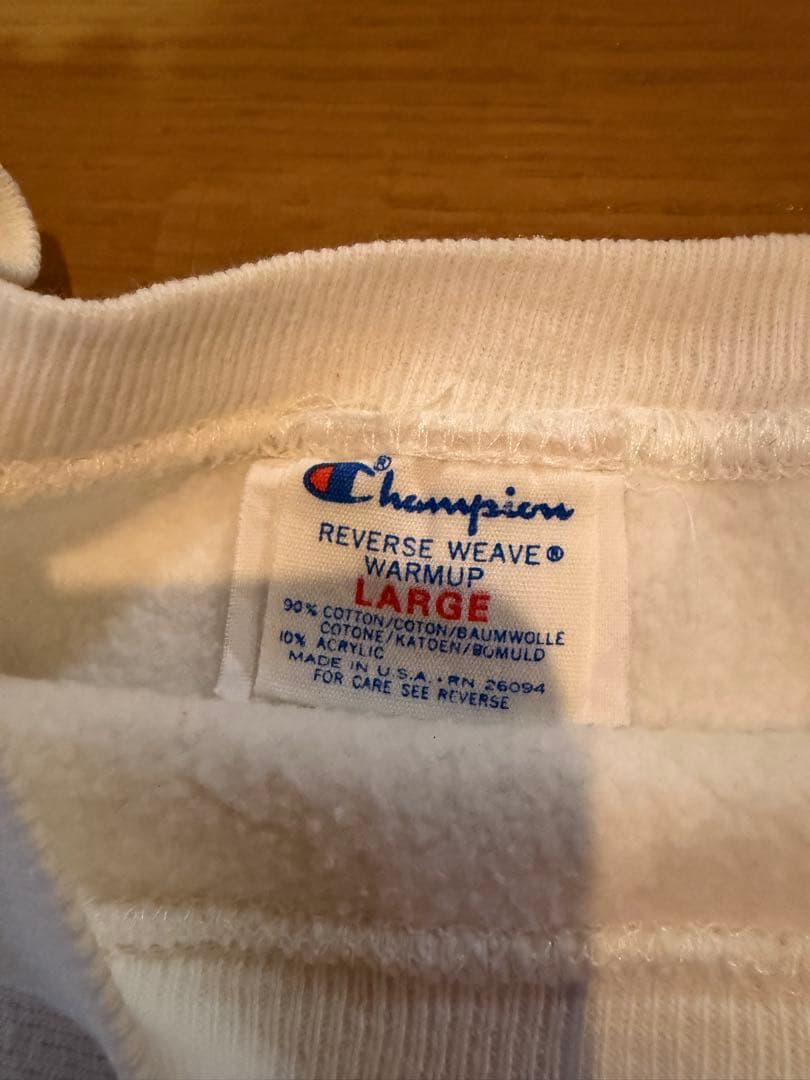 Champion®
REVERSE WEAVE®
WARMUP
LARGE
90% COTTON/COTON/BAUMWOLLE
COTONE/KATOEN/BOMULD
10% ACRYLIC
MADE IN U.S.A. • RN 26094
FOR CARE SEE REVERSE